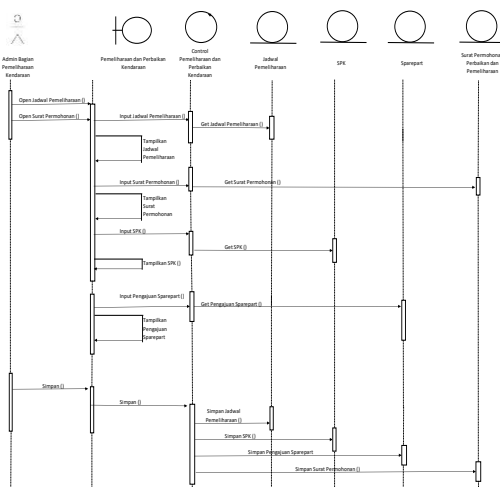 Admin Bagian
Pemeliharaan
Kendaraan
Pemeliharaan dan Perbaikan
Kendaraan
Control
Pemeliharaan dan
Perbaikan
Kendaraan
Jadwal
Pemeliharaan
SPK
Sparepart
Surat Permohonan
Perbaikan dan
Pemeliharaan
Open Jadwal Pemeliharaan ()
Open Surat Permohonan ()
Input Jadwal Pemeliharaan ()
Get Jadwal Pemeliharaan ()
Tampilkan
Jadwal
Pemeliharaan
Input Surat Permohonan ()
Get Surat Permohonan ()
Tampilkan
Surat
Permohonan
Input SPK ()
Get SPK ()
Tampilkan SPK ()
Input Pengajuan Sparepart ()
Get Pengajuan Sparepart ()
Tampilkan
Pengajuan
Sparepart
Simpan ()
Simpan ()
Simpan Jadwal
Pemeliharaan ()
Simpan SPK ()
Simpan Pengajuan Sparepart
Simpan Surat Permohonan ()